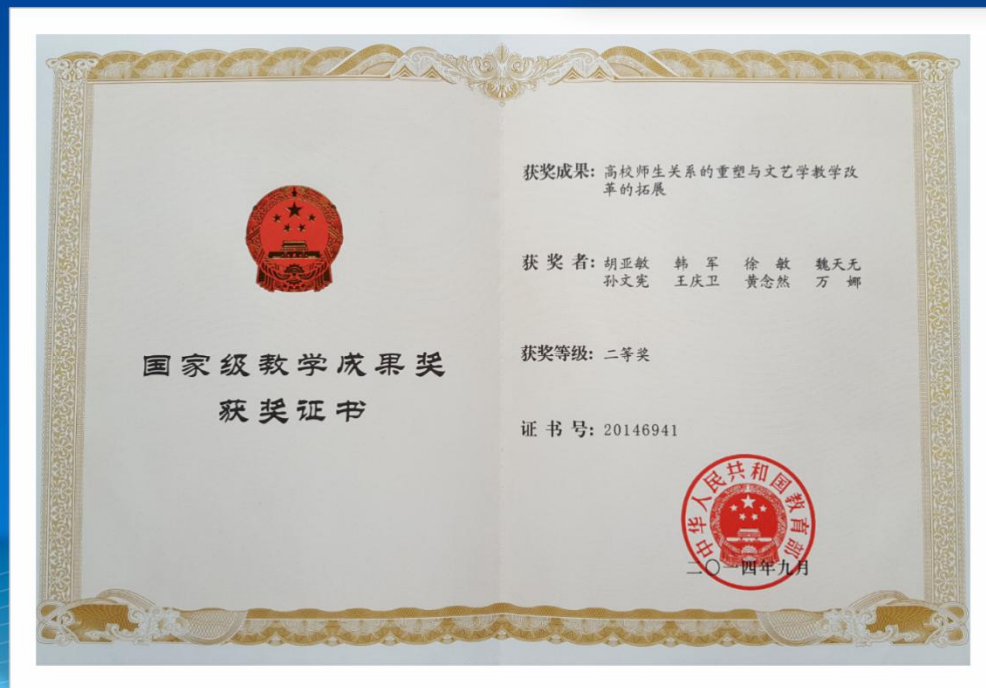 国家级教学成果奖
获奖证书
获奖成果: 高校师生关系的重塑与文艺学教学改
革的拓展
获 奖 者: 胡亚敏 韩 军 徐 敏 魏天无
孙文宪 王庆卫 黄念然 万 娜
获奖等级: 二等奖
证 书 号: 20146941
中华人民共和国教育部
二〇一四年九月